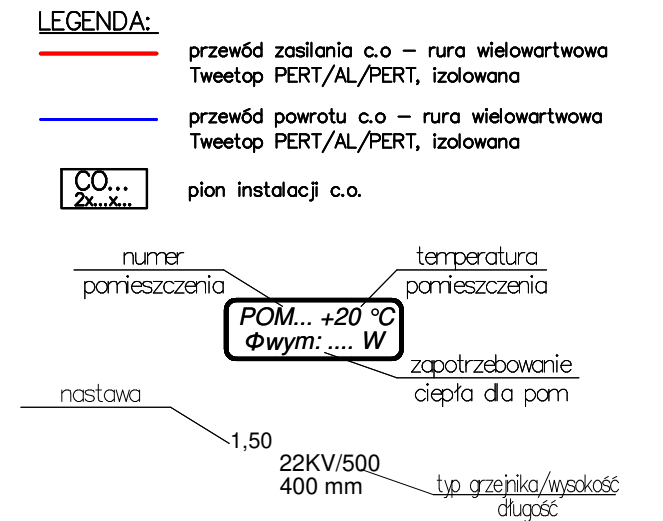 LEGENDA:
przewód zasilania c.o – rura wielowartwowa
Tweetop PERT/AL/PERT, izolowana
przewód powrotu c.o – rura wielowartwowa
Tweetop PERT/AL/PERT, izolowana
CO...
2x...x...
pion instalacji c.o.
numer
pomieszczenia
temperatura
pomieszczenia
POM... +20 °C
Φwym: .... W
zapotrzebowanie
ciepła dla pom
nastawa
1,50
22KV/500
400 mm
typ grzejnika/wysokość
długość